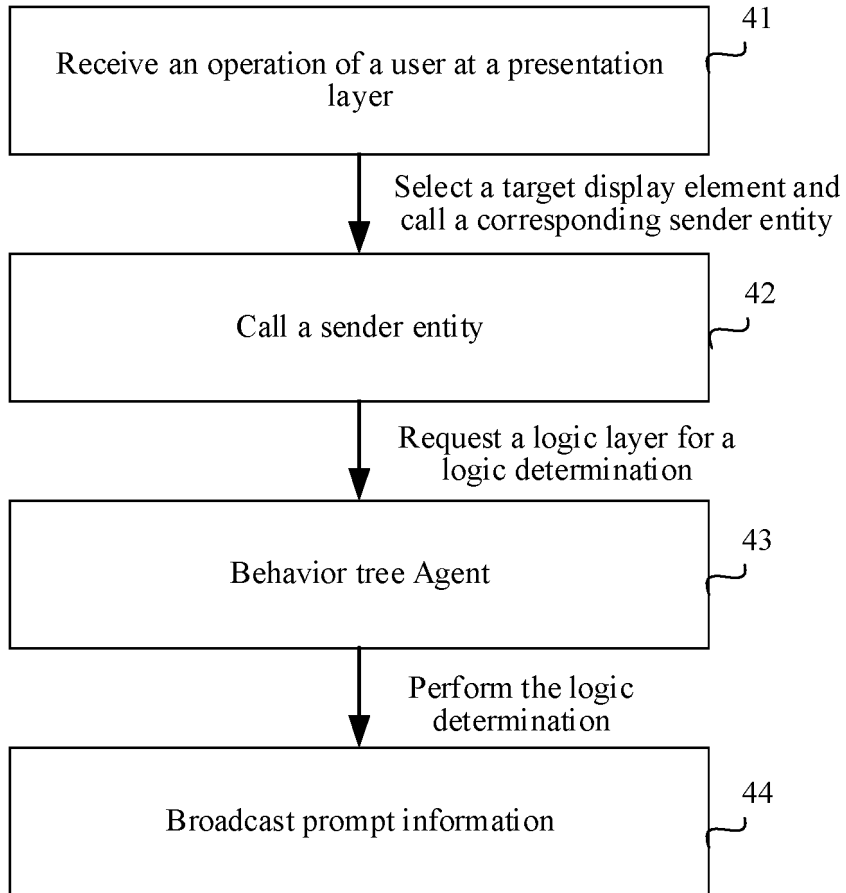 41
Receive an operation of a user at a presentation
layer
Select a target display element and
call a corresponding sender entity
42
Call a sender entity
Request a logic layer for a
logic determination
43
Behavior tree Agent
Perform the logic
determination
44
Broadcast prompt information